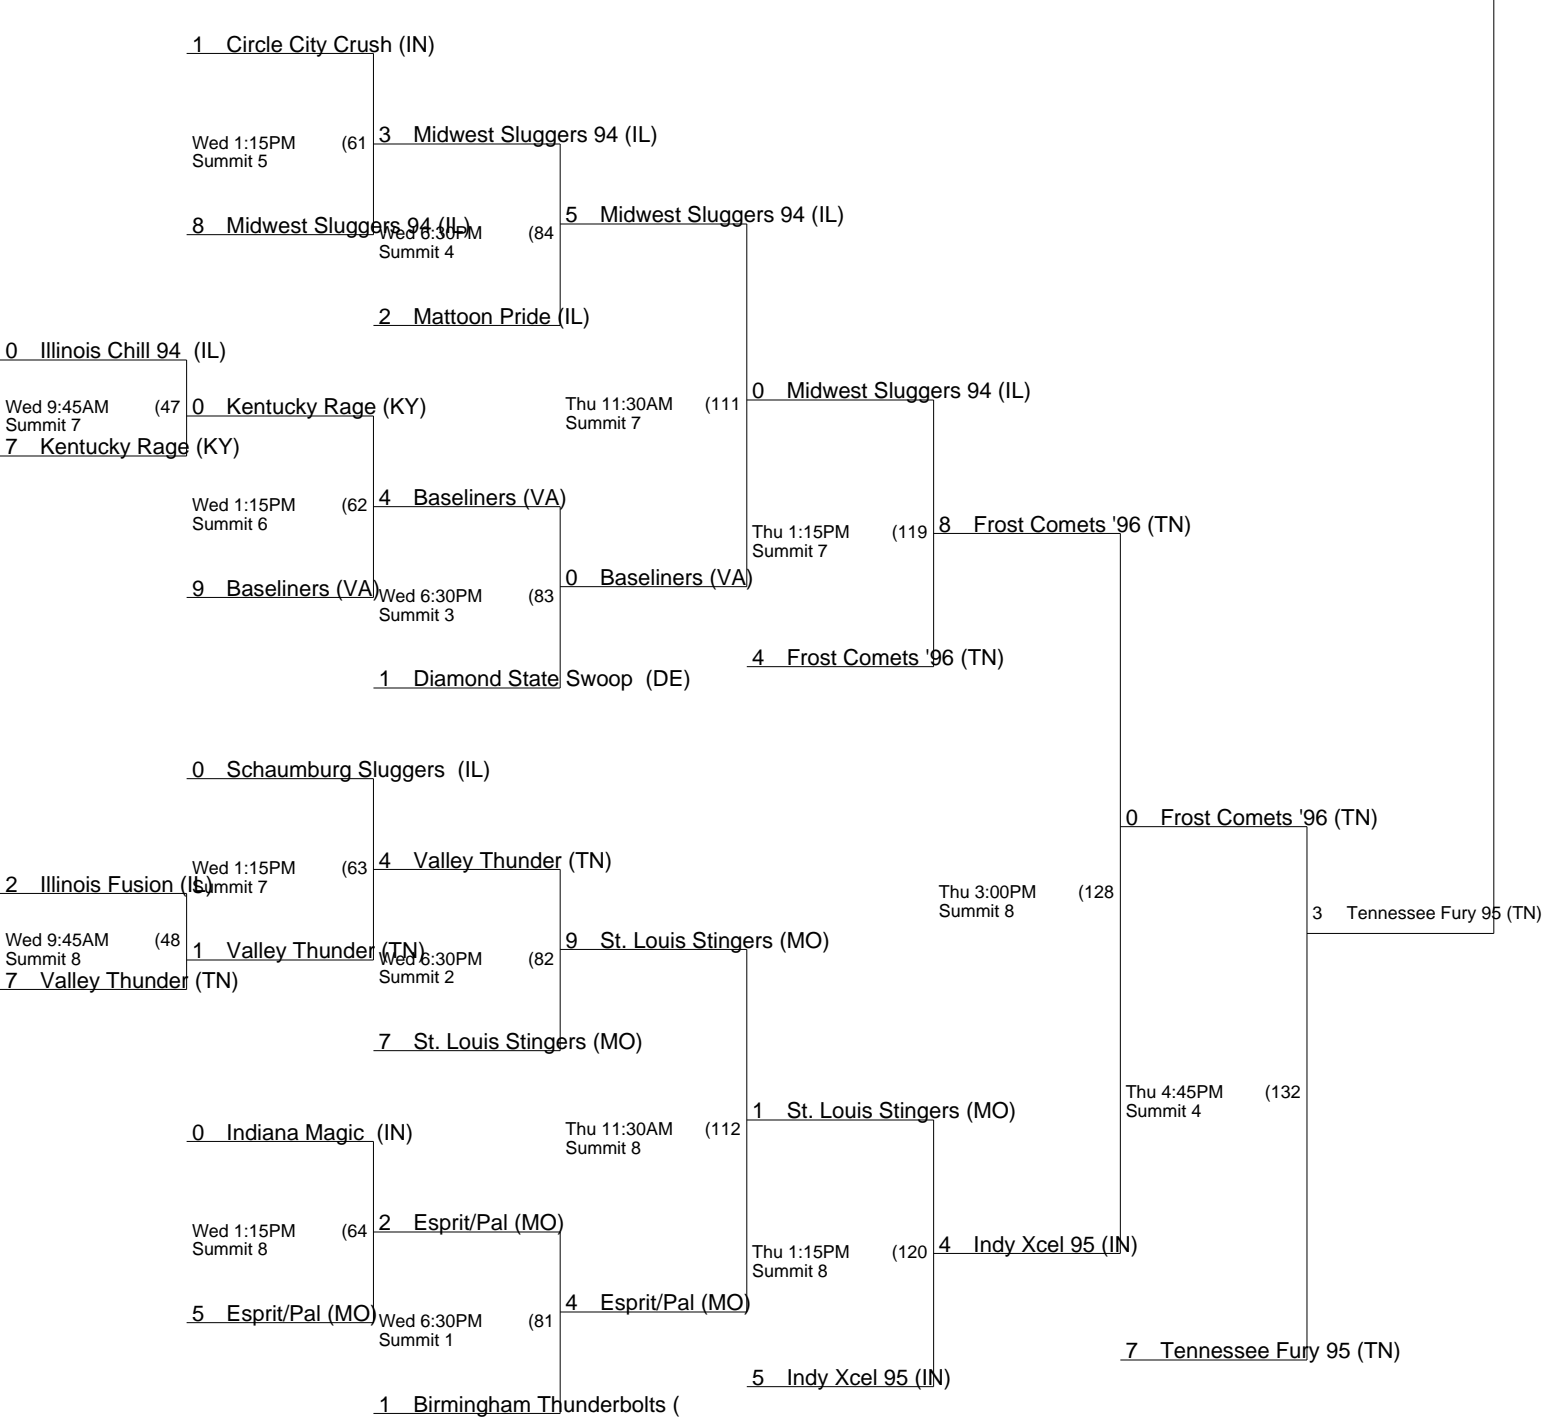 1 Circle City Crush (IN)
Wed 1:15PM (61
Summit 5
3 Midwest Sluggers 94 (IL)
8 Midwest Sluggers 94 (IL)
Wed 6:30PM (84
Summit 4
5 Midwest Sluggers 94 (IL)
2 Mattoon Pride (IL)
0 Illinois Chill 94 (IL)
Wed 9:45AM (47
Summit 7
7 Kentucky Rage (KY)
0 Kentucky Rage (KY)
Thu 11:30AM (111
Summit 7
0 Midwest Sluggers 94 (IL)
Wed 1:15PM (62
Summit 6
4 Baseliners (VA)
Thu 1:15PM (119
Summit 7
8 Frost Comets '96 (TN)
9 Baseliners (VA)
Wed 6:30PM (83
Summit 3
0 Baseliners (VA)
4 Frost Comets '96 (TN)
1 Diamond State Swoop (DE)
0 Schaumburg Sluggers (IL)
0 Frost Comets '96 (TN)
Wed 1:15PM (63
Summit 7
4 Valley Thunder (TN)
2 Illinois Fusion (IL)
Thu 3:00PM (128
Summit 8
3 Tennessee Fury 95 (TN)
Wed 9:45AM (48
Summit 8
7 Valley Thunder (TN)
1 Valley Thunder (TN)
Wed 6:30PM (82
Summit 2
9 St. Louis Stingers (MO)
7 St. Louis Stingers (MO)
Thu 4:45PM (132
Summit 4
0 Indiana Magic (IN)
Thu 11:30AM (112
Summit 8
1 St. Louis Stingers (MO)
Wed 1:15PM (64
Summit 8
2 Esprit/Pal (MO)
Thu 1:15PM (120
Summit 8
4 Indy Xcel 95 (IN)
5 Esprit/Pal (MO)
Wed 6:30PM (81
Summit 1
4 Esprit/Pal (MO)
7 Tennessee Fury 95 (TN)
5 Indy Xcel 95 (IN)
1 Birmingham Thunderbolts (